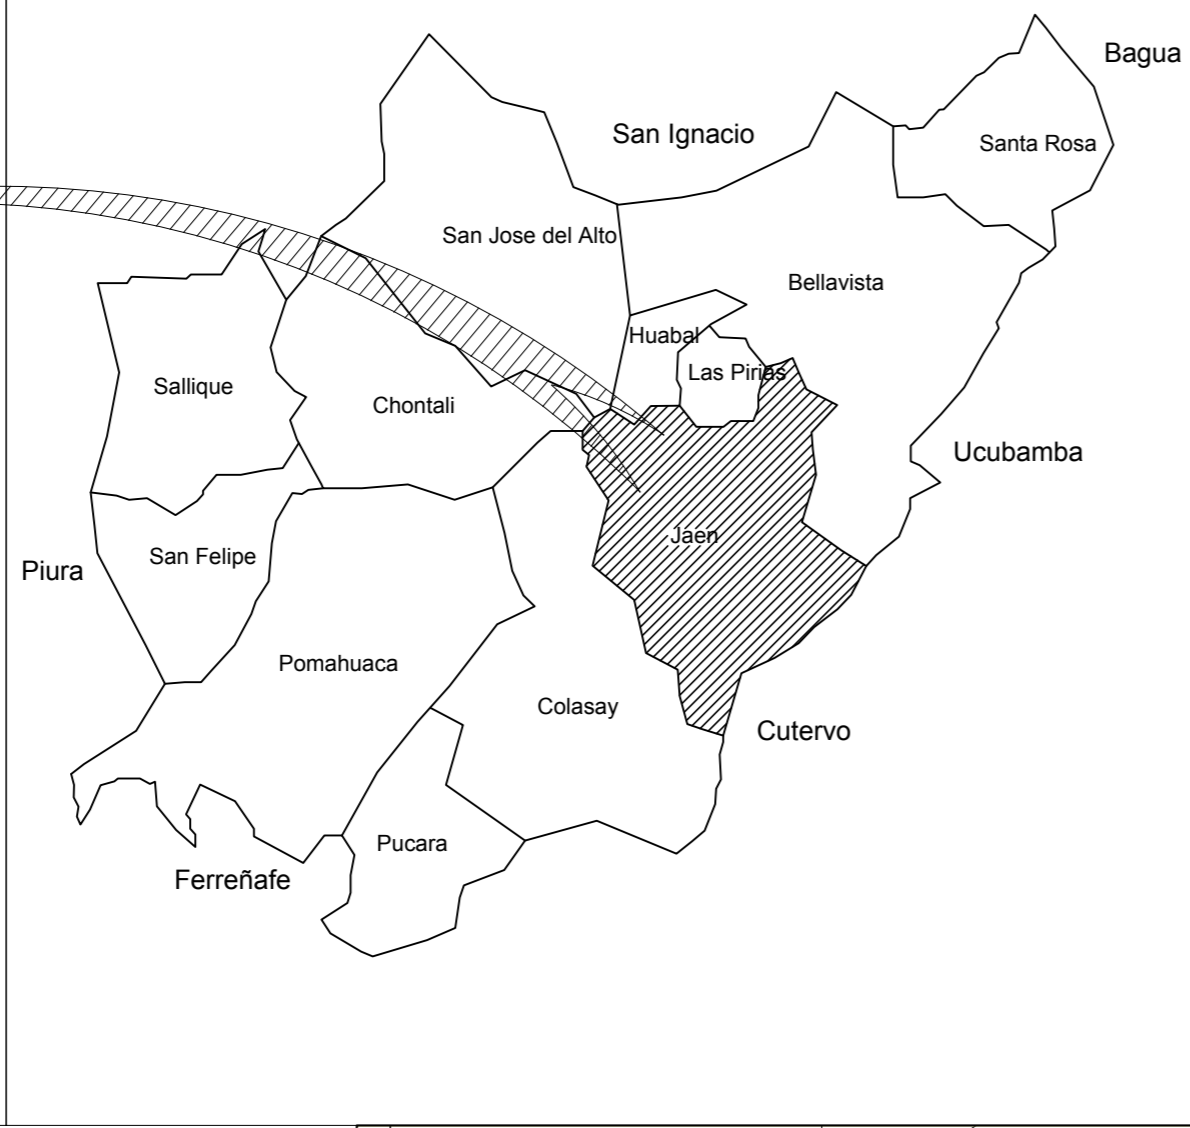 Bagua
San Ignacio
Santa Rosa
San Jose del Alto
Bellavista
Huabal
Las Pirias
Sallique
Chontali
Ucubamba
Jaen
San Felipe
Piura
Pomahuaca
Colasay
Cutervo
Pucara
Ferreñafe